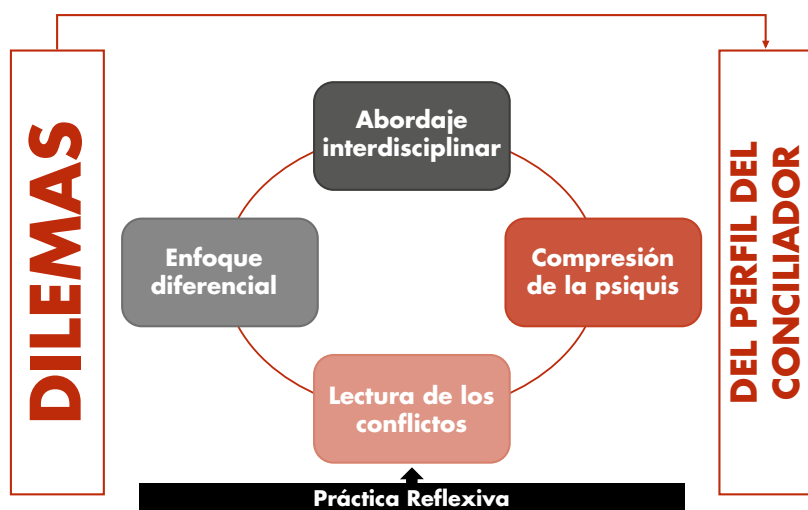 DILEMAS
Abordaje
interdisciplinar
Enfoque
diferencial
Compresión
de la psiquis
Lectura de los
conflictos
Práctica Reflexiva
DEL PERFIL DEL
CONCILIADOR